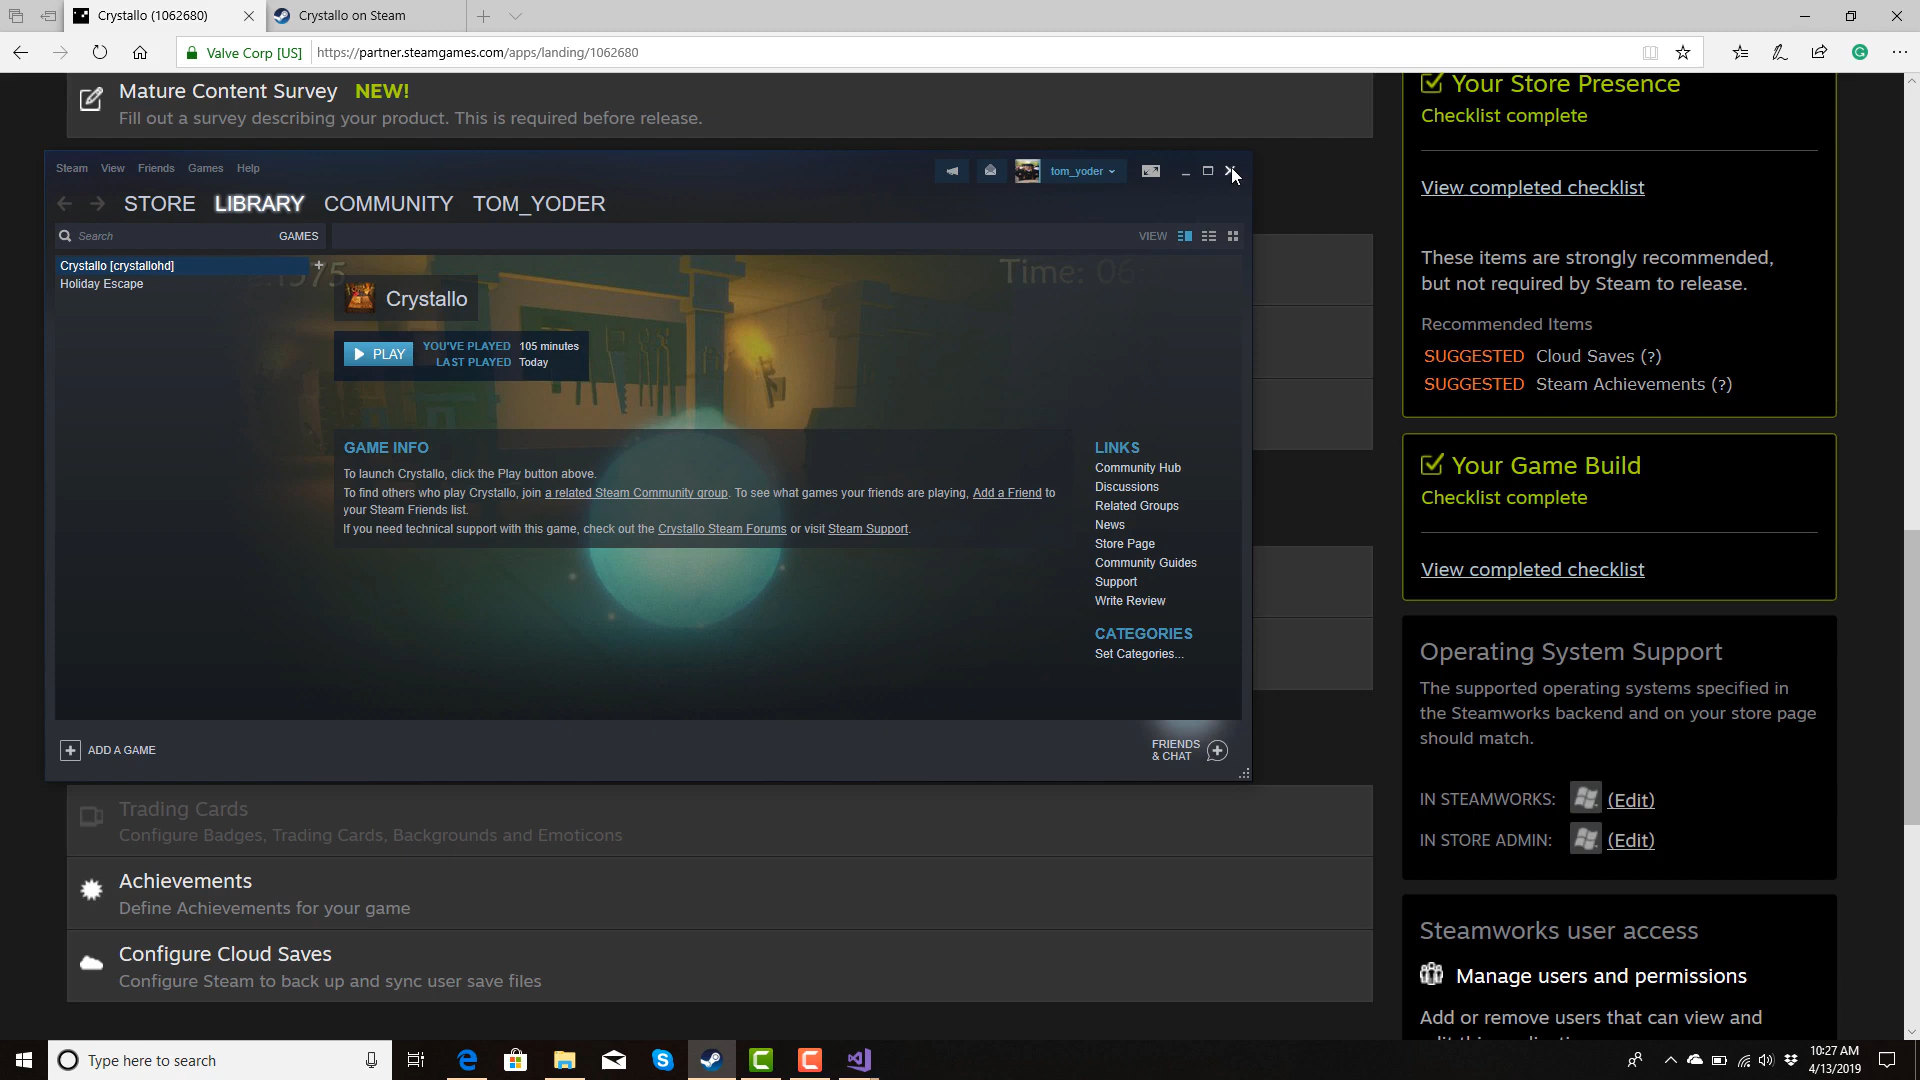 Crystallo (1062680)
Crystallo on Steam
Valve Corp [US]
https://partner.steamgames.com/apps/landing/1062680
Mature Content Survey NEW!
Fill out a survey describing your product. This is required before release.
Steam View Friends Games Help
tom_yoder
STORE LIBRARY COMMUNITY TOM_YODER
Search
GAMES
VIEW
Crystallo [crystallohd]
Holiday Escape
Time: 06:
Crystallo
PLAY
YOU'VE PLAYED 105 minutes
LAST PLAYED Today
GAME INFO
To launch Crystallo, click the Play button above.
To find others who play Crystallo, join a related Steam Community group. To see what games your friends are playing, Add a Friend to
your Steam Friends list.
If you need technical support with this game, check out the Crystallo Steam Forums or visit Steam Support.
LINKS
Community Hub
Discussions
Related Groups
News
Store Page
Community Guides
Support
Write Review
CATEGORIES
Set Categories...
ADD A GAME
FRIENDS
& CHAT
Trading Cards
Configure Badges, Trading Cards, Backgrounds and Emoticons
Achievements
Define Achievements for your game
Configure Cloud Saves
Configure Steam to back up and sync user save files
Your Store Presence
Checklist complete
View completed checklist
These items are strongly recommended,
but not required by Steam to release.
Recommended Items
SUGGESTED Cloud Saves (?)
SUGGESTED Steam Achievements (?)
Your Game Build
Checklist complete
View completed checklist
Operating System Support
The supported operating systems specified in
the Steamworks backend and on your store page
should match.
IN STEAMWORKS: (Edit)
IN STORE ADMIN: (Edit)
Steamworks user access
Manage users and permissions
Add or remove users that can view and
Type here to search
10:27 AM
4/13/2019